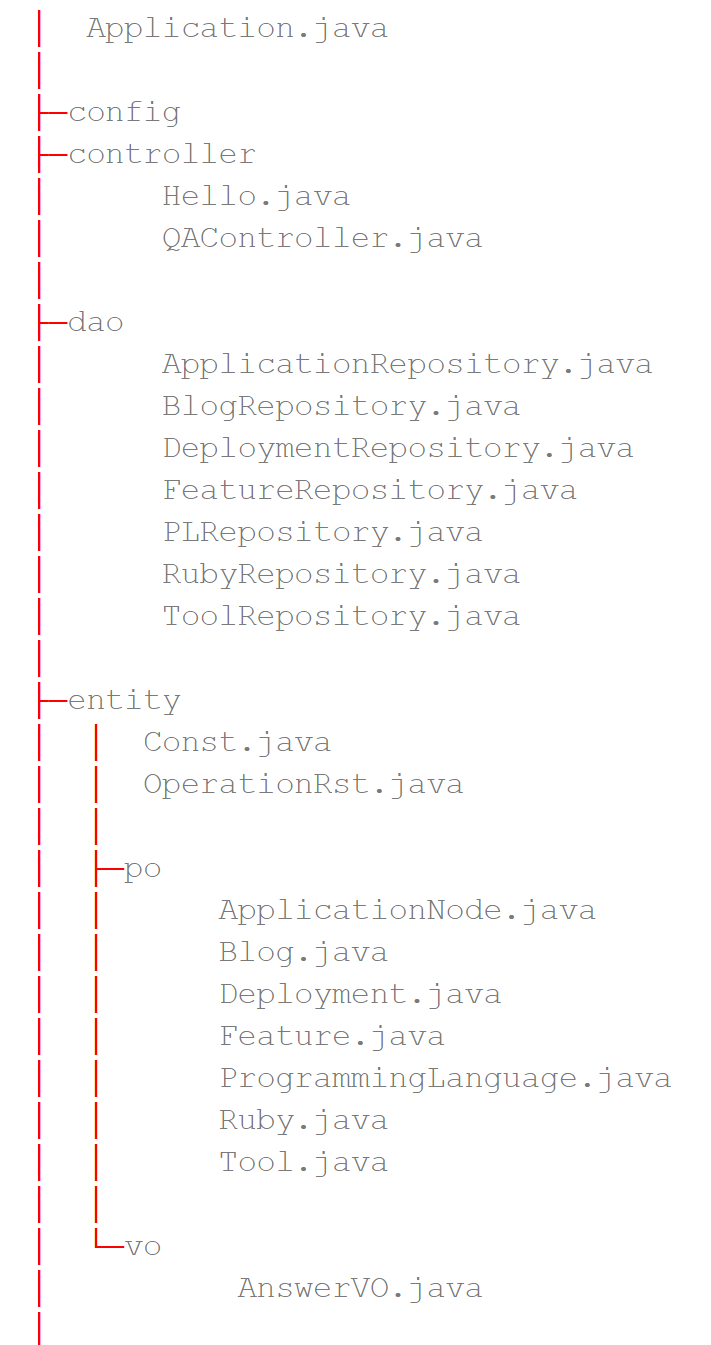 Application.java
config
controller
Hello.java
QAController.java
dao
ApplicationRepository.java
BlogRepository.java
DeploymentRepository.java
FeatureRepository.java
PLRepository.java
RubyRepository.java
ToolRepository.java
entity
Const.java
OperationRst.java
po
ApplicationNode.java
Blog.java
Deployment.java
Feature.java
ProgrammingLanguage.java
Ruby.java
Tool.java
vo
AnswerVO.java